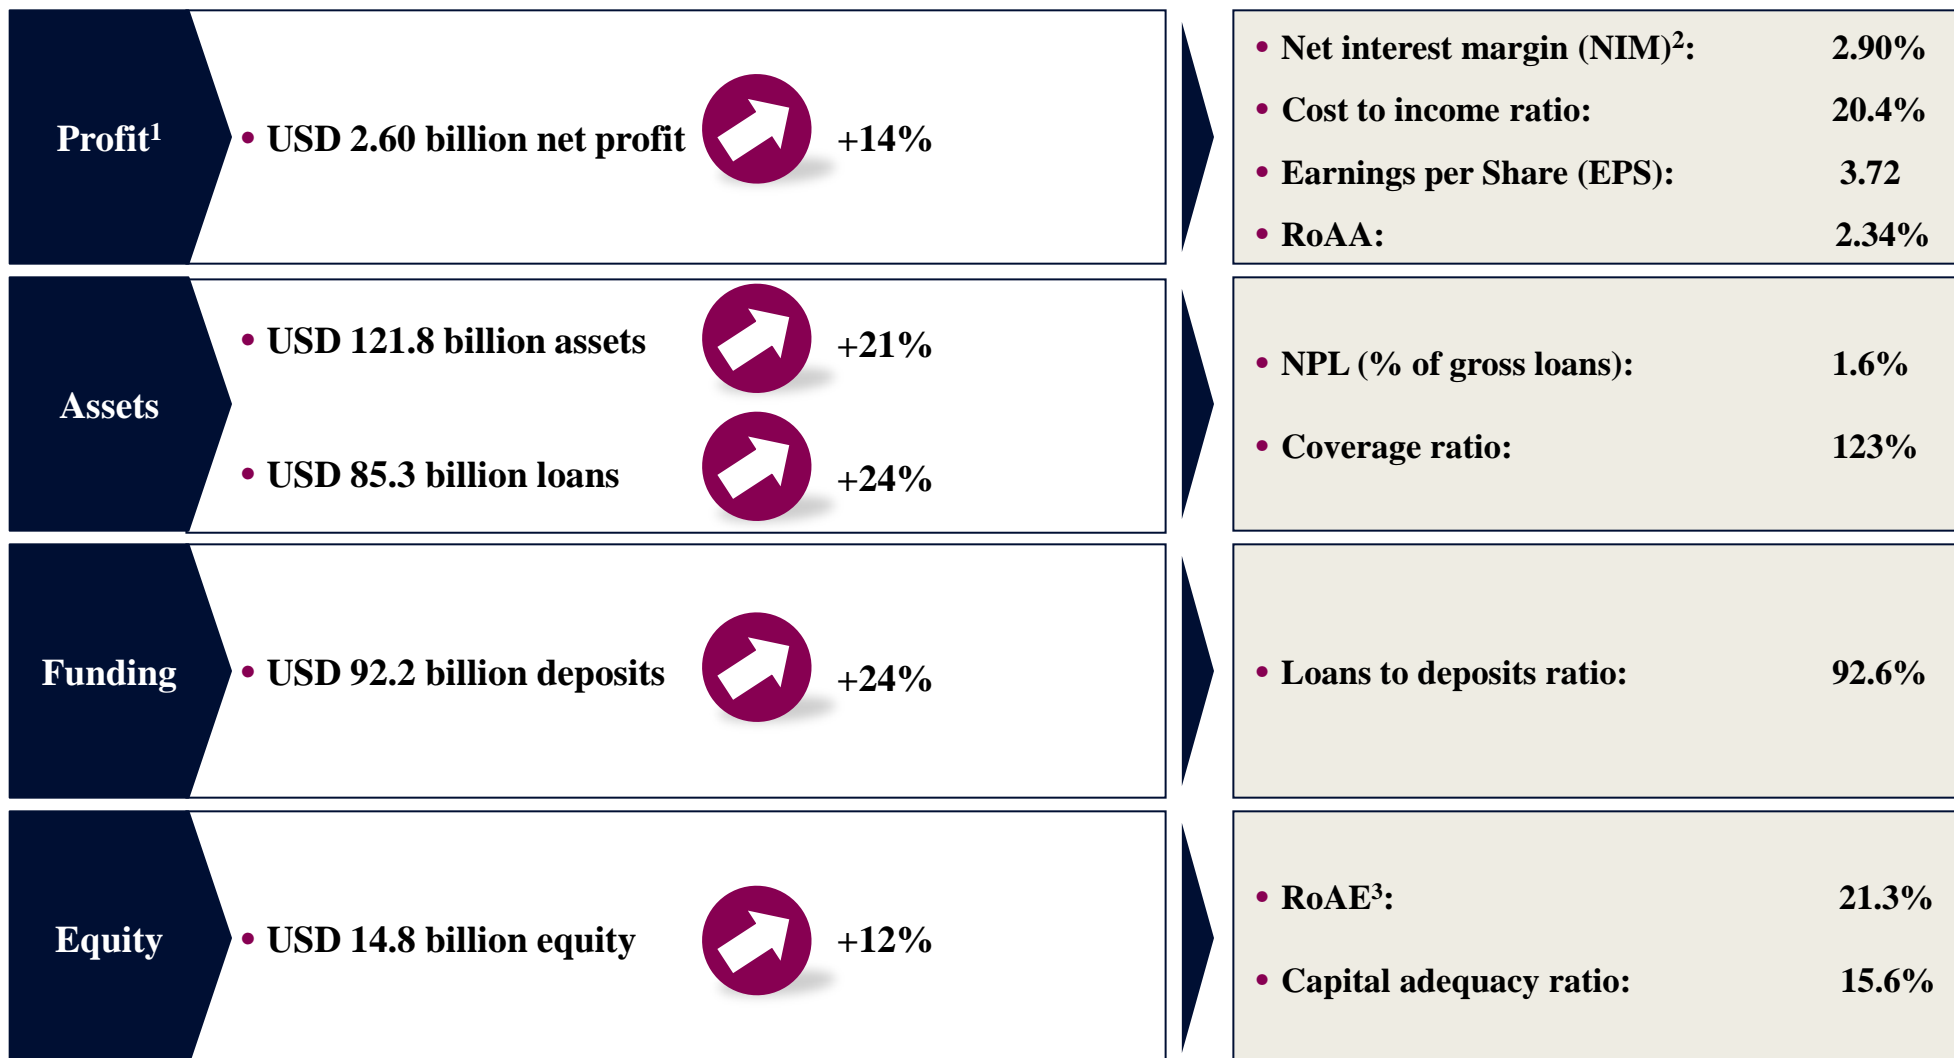 Profit¹
• USD 2.60 billion net profit +14%
• Net interest margin (NIM)²: 2.90%
• Cost to income ratio: 20.4%
• Earnings per Share (EPS): 3.72
• RoAA: 2.34%
Assets
• USD 121.8 billion assets +21%
• USD 85.3 billion loans +24%
• NPL (% of gross loans): 1.6%
• Coverage ratio: 123%
Funding
• USD 92.2 billion deposits +24%
• Loans to deposits ratio: 92.6%
Equity
• USD 14.8 billion equity +12%
• RoAE³: 21.3%
• Capital adequacy ratio: 15.6%